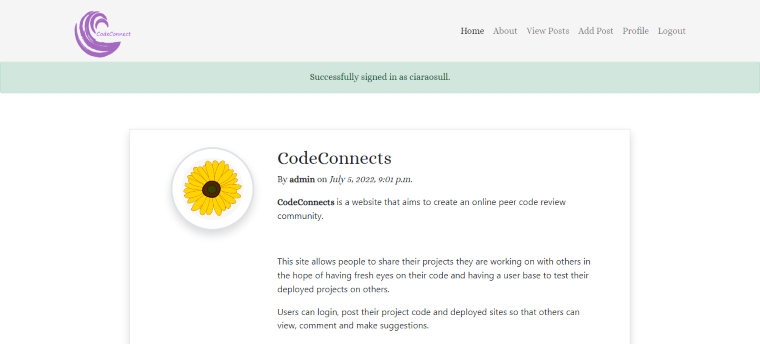 CodeConnect
Home About View Posts Add Post Profile Logout
Successfully signed in as ciaraosull.
CodeConnects
By admin on July 5, 2022, 9:01 p.m.
CodeConnects is a website that aims to create an online peer code review
community.
This site allows people to share their projects they are working on with others in
the hope of having fresh eyes on their code and having a user base to test their
deployed projects on others.
Users can login, post their project code and deployed sites so that others can
view, comment and make suggestions.